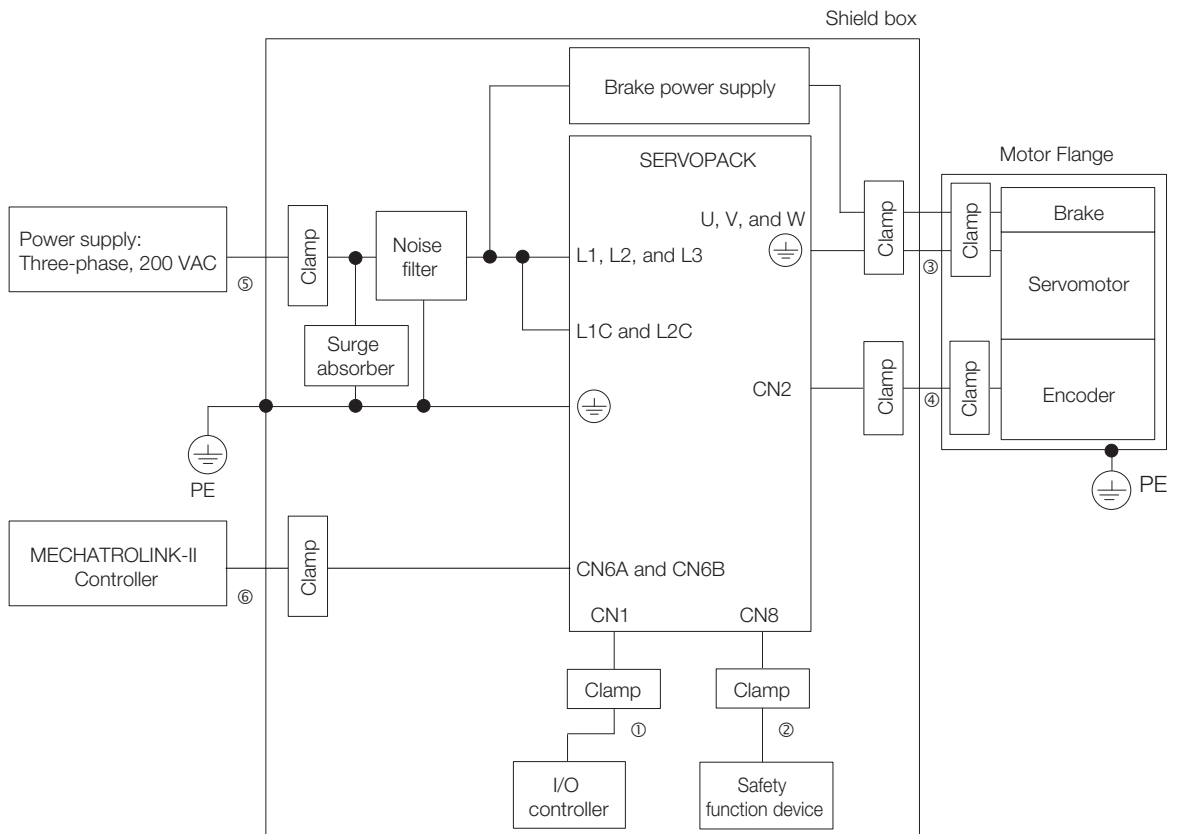 Shield box
Brake power supply
SERVOPACK
Motor Flange
U, V, and W
Clamp
Clamp
Brake
Power supply:
Three-phase, 200 VAC
Clamp
Noise
filter
L1, L2, and L3
③
⑤
Servomotor
L1C and L2C
Surge
absorber
CN2
Clamp
④
Clamp
Encoder
PE
PE
MECHATROLINK-II
Controller
Clamp
⑥
CN6A and CN6B
CN1
CN8
Clamp
Clamp
①
②
I/O
controller
Safety
function device